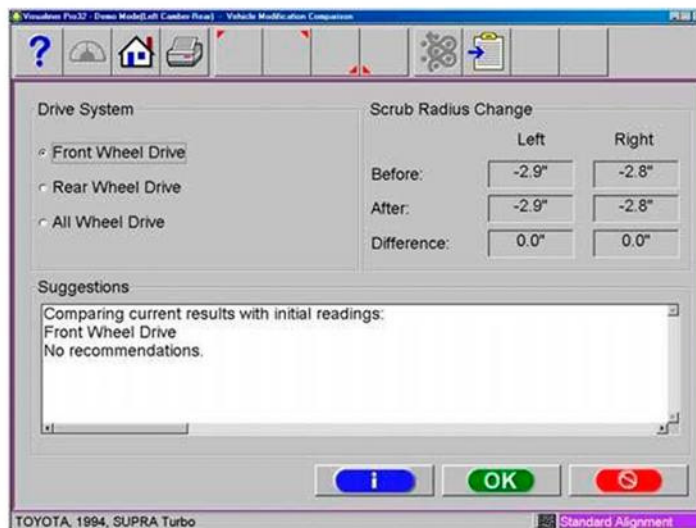 Visualiner Pro32 - Demo Mode(Left Camber-Rear) - Vehicle Modification Comparison
?
Drive System
Front Wheel Drive
Rear Wheel Drive
All Wheel Drive
Scrub Radius Change
Left Right
Before: -2.9" -2.8"
After: -2.9" -2.8"
Difference: 0.0" 0.0"
Suggestions
Comparing current results with initial readings:
Front Wheel Drive
No recommendations.
i OK
TOYOTA, 1994, SUPRA Turbo Standard Alignment